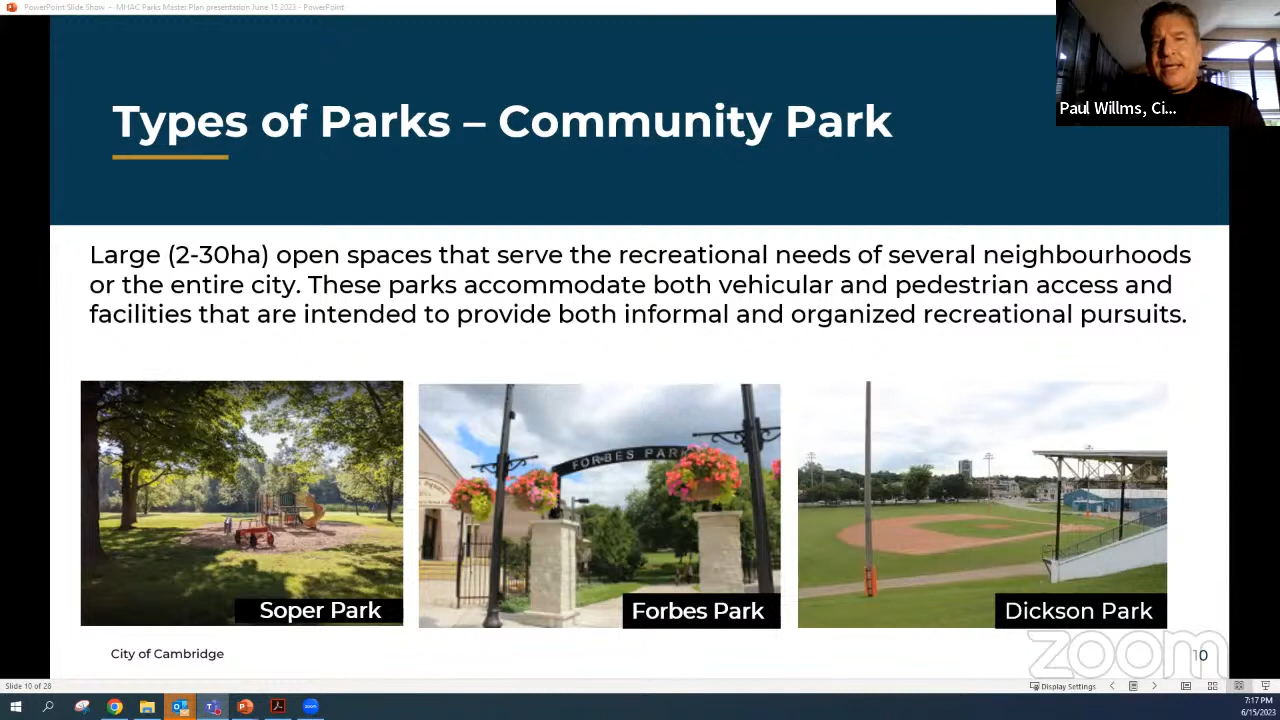 PowerPoint Slide Show - MHAC Parks Master Plan presentation June 15 2023 - PowerPoint
Paul Willms, Ci...
Types of Parks – Community Park
Large (2-30ha) open spaces that serve the recreational needs of several neighbourhoods
or the entire city. These parks accommodate both vehicular and pedestrian access and
facilities that are intended to provide both informal and organized recreational pursuits.
FORBES PARK
Soper Park
Forbes Park
Dickson Park
City of Cambridge
zoom
10
Slide 10 of 28
Display Settings
7:17 PM
6/15/2023